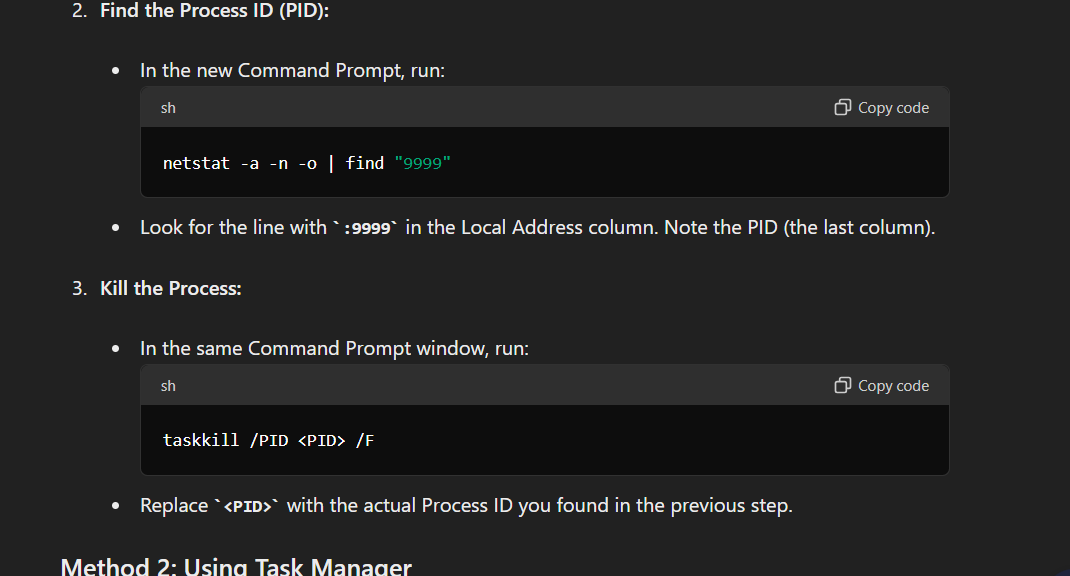 2. Find the Process ID (PID):
• In the new Command Prompt, run:
sh Copy code
netstat -a -n -o | find "9999"
• Look for the line with `:9999` in the Local Address column. Note the PID (the last column).
3. Kill the Process:
• In the same Command Prompt window, run:
sh Copy code
taskkill /PID <PID> /F
• Replace `<PID>` with the actual Process ID you found in the previous step.
Method 2: Using Task Manager